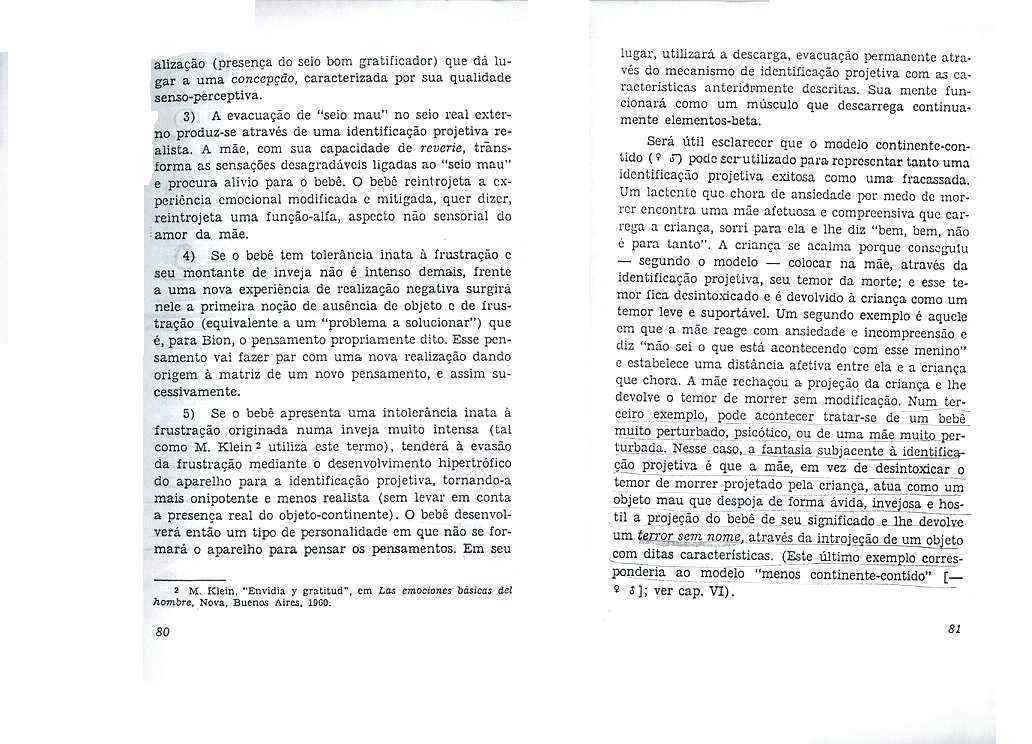 alização (presença do seio bom gratificador) que dá lu-
gar a uma concepção, caracterizada por sua qualidade
senso-perceptiva.
3) A evacuação de “seio mau” no seio real exter-
no produz-se através de uma identificação projetiva re-
alista. A mãe, com sua capacidade de reverie, trans-
forma as sensações desagradáveis ligadas ao “seio mau”
e procura alívio para o bebê. O bebê reintrojeta a ex-
periência emocional modificada e mitigada, quer dizer,
reintrojeta uma função-alfa, aspecto não sensorial do
amor da mãe.
4) Se o bebê tem tolerância inata à frustração e
seu montante de inveja não é intenso demais, frente
a uma nova experiência de realização negativa surgirá
nele a primeira noção de ausência de objeto e de frus-
tração (equivalente a um “problema a solucionar”) que
é, para Bion, o pensamento propriamente dito. Esse pen-
samento vai fazer par com uma nova realização dando
origem à matriz de um novo pensamento, e assim su-
cessivamente.
5) Se o bebê apresenta uma intolerância inata à
frustração originada numa inveja muito intensa (tal
como M. Klein 2 utiliza este termo), tenderá à evasão
da frustração mediante o desenvolvimento hipertrófico
do aparelho para a identificação projetiva, tornando-a
mais onipotente e menos realista (sem levar em conta
a presença real do objeto-continente). O bebê desenvol-
verá então um tipo de personalidade em que não se for-
mará o aparelho para pensar os pensamentos. Em seu
2 M. Klein, “Envidia y gratitud”, em Las emociones básicas del
hombre, Nova, Buenos Aires, 1960.
80
lugar, utilizará a descarga, evacuação permanente atra-
vés do mecanismo de identificação projetiva com as ca-
racterísticas anteriormente descritas. Sua mente fun-
cionará como um músculo que descarrega continua-
mente elementos-beta.
Será útil esclarecer que o modelo continente-con-
tido (♀ ♂) pode ser utilizado para representar tanto uma
identificação projetiva exitosa como uma fracassada.
Um lactente que chora de ansiedade por medo de mor-
rer encontra uma mãe afetuosa e compreensiva que car-
rega a criança, sorri para ela e lhe diz “bem, bem, não
é para tanto”. A criança se acalma porque conseguiu
— segundo o modelo — colocar na mãe, através da
identificação projetiva, seu temor da morte; e esse te-
mor fica desintoxicado e é devolvido à criança como um
temor leve e suportável. Um segundo exemplo é aquele
em que a mãe reage com ansiedade e incompreensão e
diz “não sei o que está acontecendo com esse menino”
e estabelece uma distância afetiva entre ela e a criança
que chora. A mãe rechaçou a projeção da criança e lhe
devolve o temor de morrer sem modificação. Num ter-
ceiro exemplo, pode acontecer tratar-se de um bebê
muito perturbado, psicótico, ou de uma mãe muito per-
turbada. Nesse caso, a fantasia subjacente à identifica-
ção projetiva é que a mãe, em vez de desintoxicar o
temor de morrer projetado pela criança, atua como um
objeto mau que despoja de forma ávida, invejosa e hos-
til a projeção do bebê de seu significado e lhe devolve
um terror sem nome, através da introjeção de um objeto
com ditas características. (Este último exemplo corres-
ponderia ao modelo “menos continente-contido” [—
♀ ♂]; ver cap. VI).
81